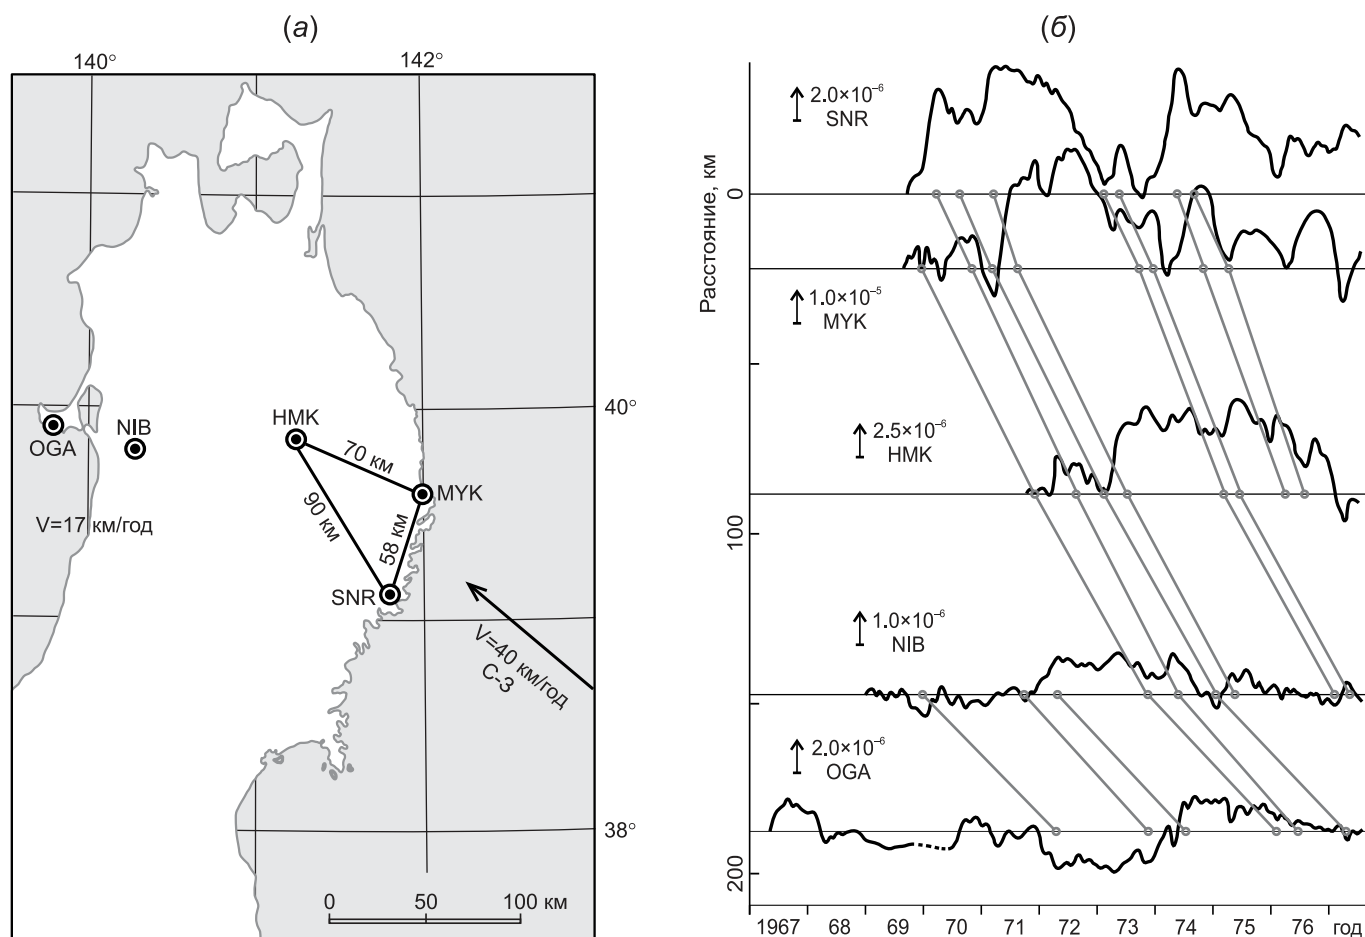 (а)
140°
142°
40°
HMK
NIB
OGA
70 км
MYK
90 км
58 км
V=17 км/год
SNR
V=40 км/год
С-З
38°
0
50
100 км
(б)
Расстояние, км
2.0×10⁻⁶
SNR
0
1.0×10⁻⁵
MYK
2.5×10⁻⁶
HMK
100
1.0×10⁻⁶
NIB
2.0×10⁻⁶
OGA
200
1967 68 69 70 71 72 73 74 75 76 год